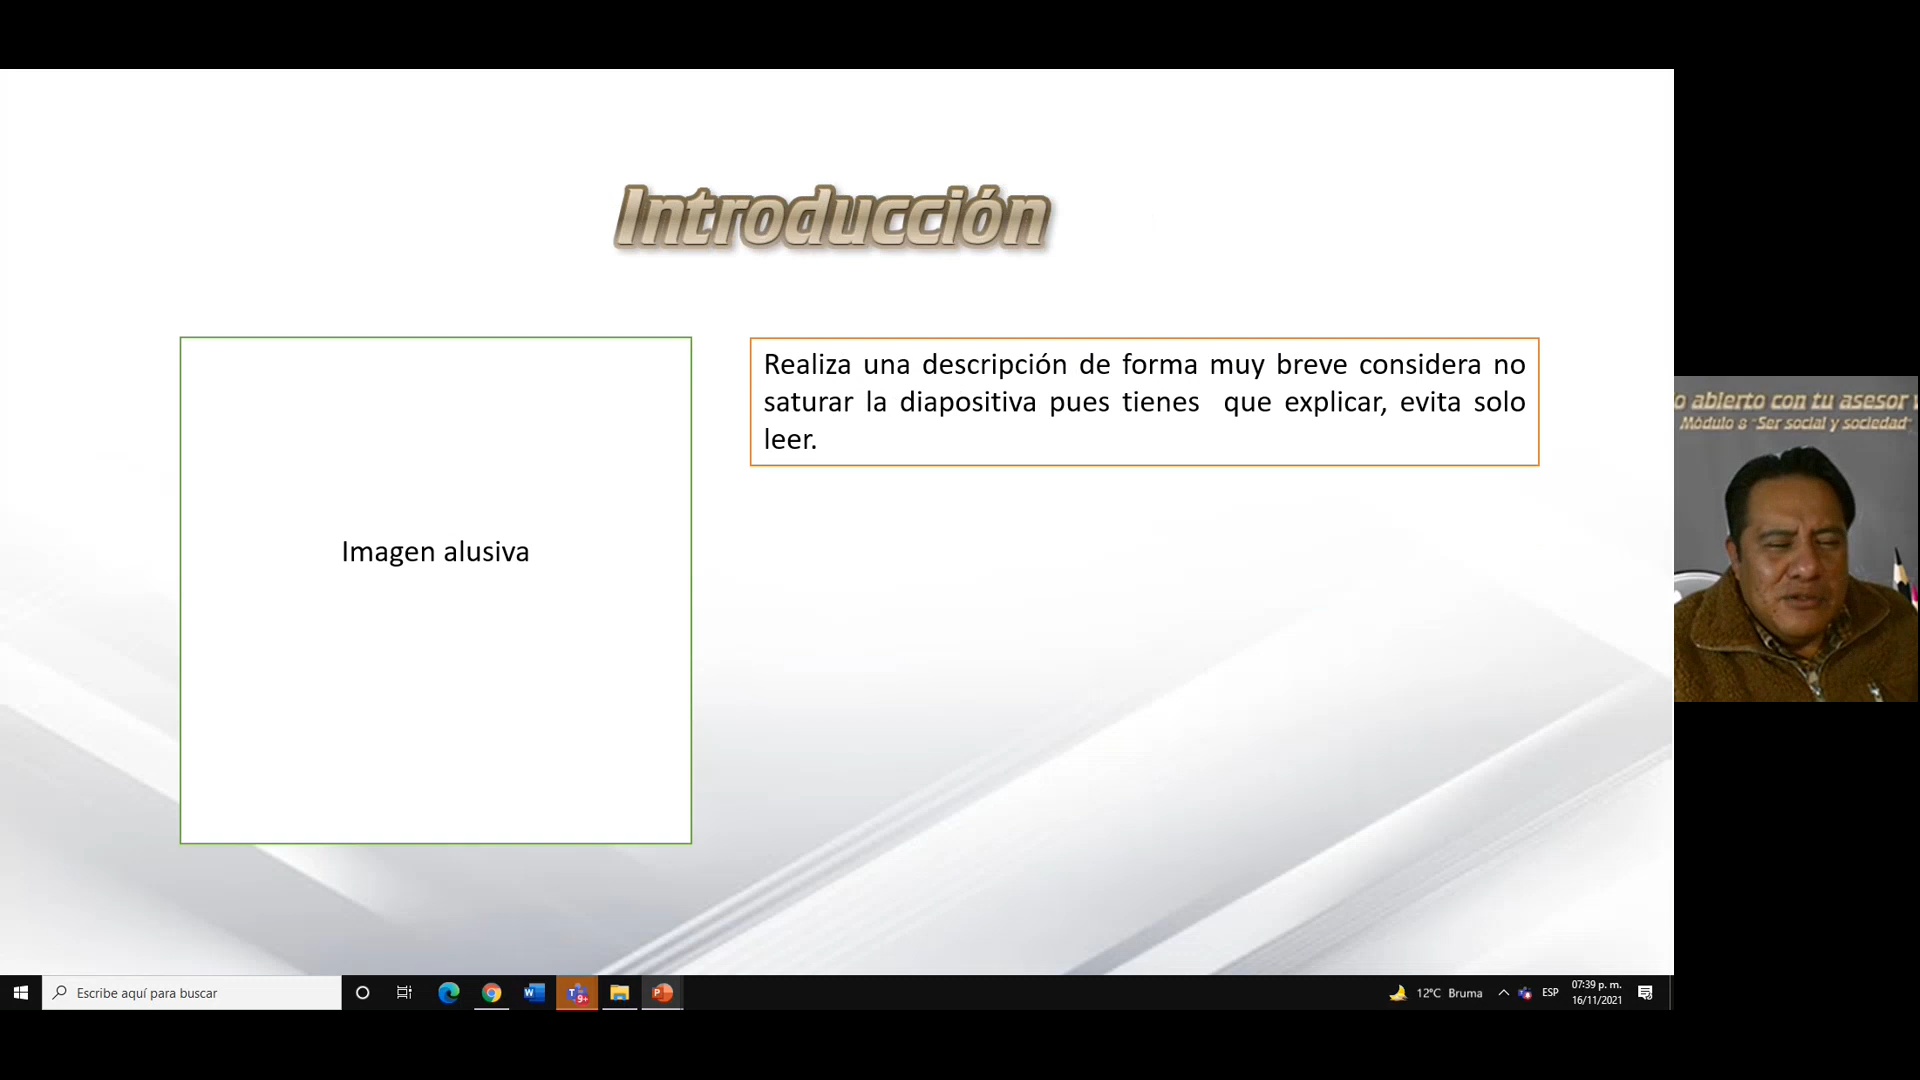 Introducción
Realiza una descripción de forma muy breve considera no
saturar la diapositiva pues tienes que explicar, evita solo
leer.
Imagen alusiva
o abierto con tu asesor v
Módulo 8 "Ser social y sociedad"
Escribe aquí para buscar
9+
12°C Bruma
ESP
07:39 p. m.
16/11/2021